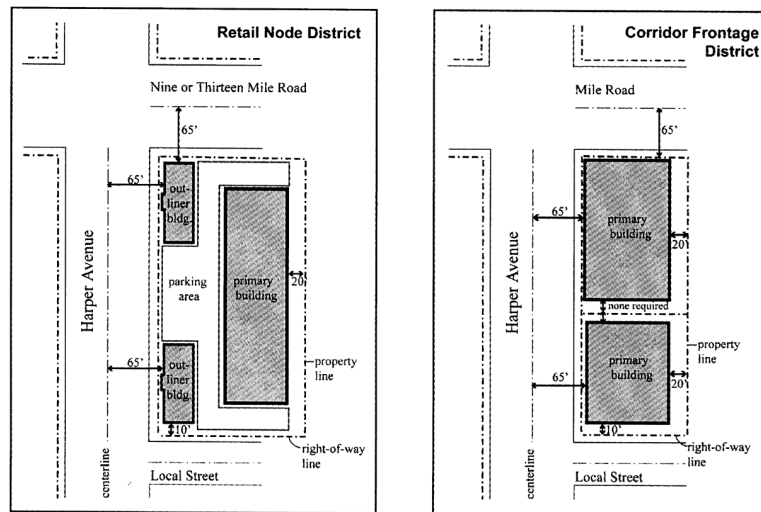 Retail Node District
Nine or Thirteen Mile Road
65'
65'
out-
liner
bldg.
Harper Avenue
parking
area
primary
building
20'
65'
out-
liner
bldg.
property
line
10'
right-of-way
line
centerline
Local Street
Corridor Frontage
District
Mile Road
65'
65'
primary
building
20'
Harper Avenue
none required
primary
building
property
line
65'
20'
10'
right-of-way
line
centerline
Local Street